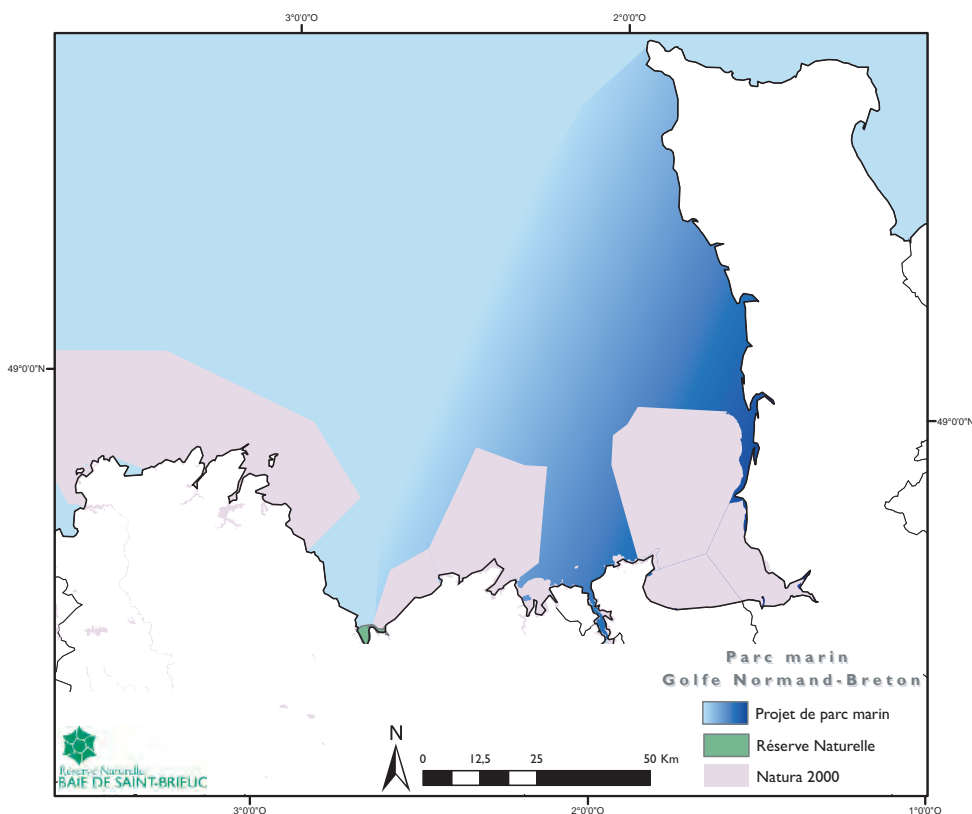 3°0'0"O 2°0'0"O
49°0'0"N
49°0'0"N
Parc marin
Golfe Normand-Breton
Projet de parc marin
Réserve Naturelle
Natura 2000
N
0 12,5 25 50 Km
Réserve Naturelle
BAIE DE SAINT-BRIEUC
3°0'0"O 2°0'0"O 1°0'0"O